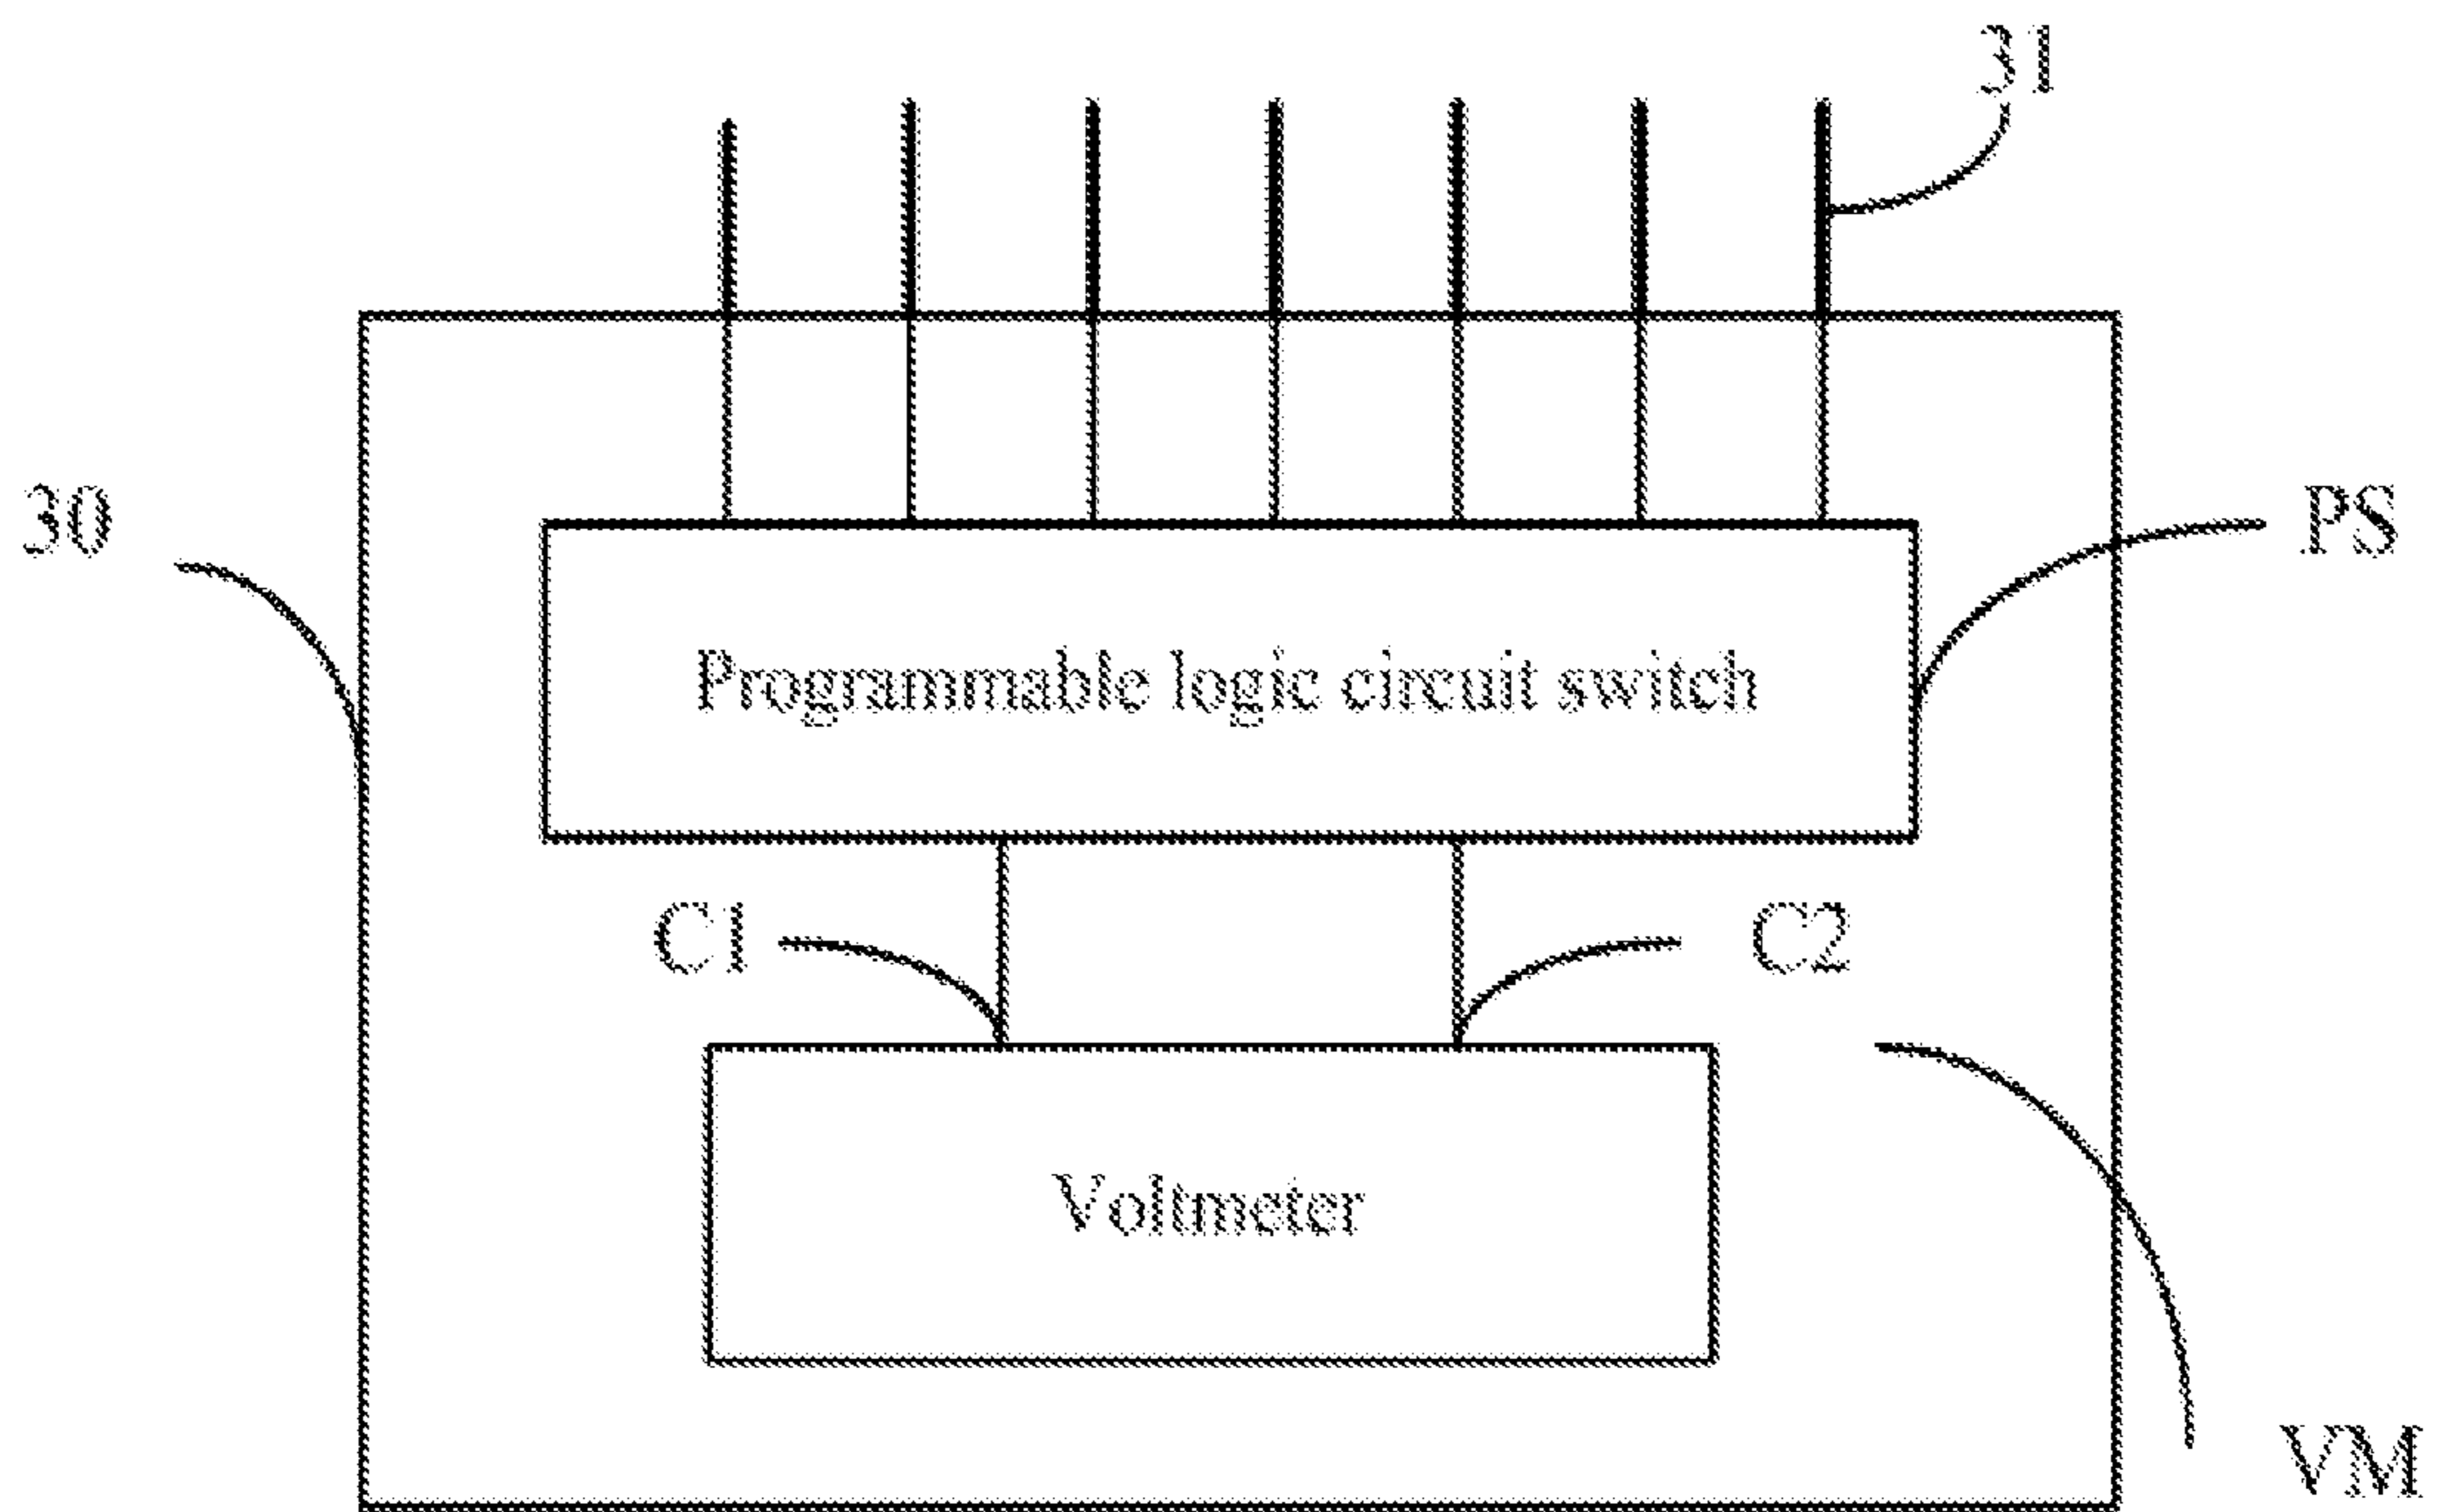 31
30
PS
Programmable logic circuit switch
C1
C2
Voltmeter
VM